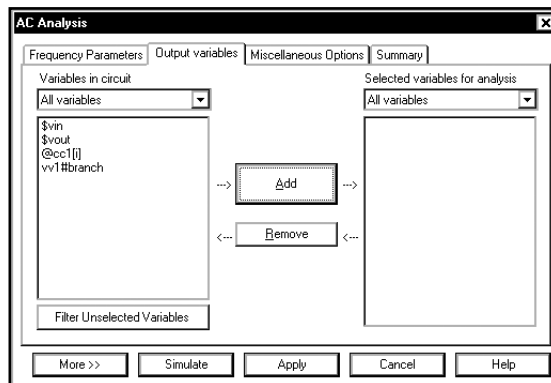 AC Analysis
Frequency Parameters Output variables Miscellaneous Options Summary
Variables in circuit
All variables
$vin
$vout
@cc1[i]
vv1#branch
Filter Unselected Variables
---> Add --->
<--- Remove <---
Selected variables for analysis
All variables
More >> Simulate Apply Cancel Help